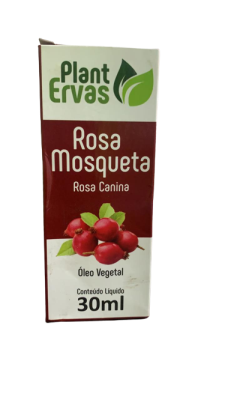 Plant
Ervas
Rosa
Mosqueta
Rosa Canina
Óleo Vegetal
Conteúdo Líquido
30ml